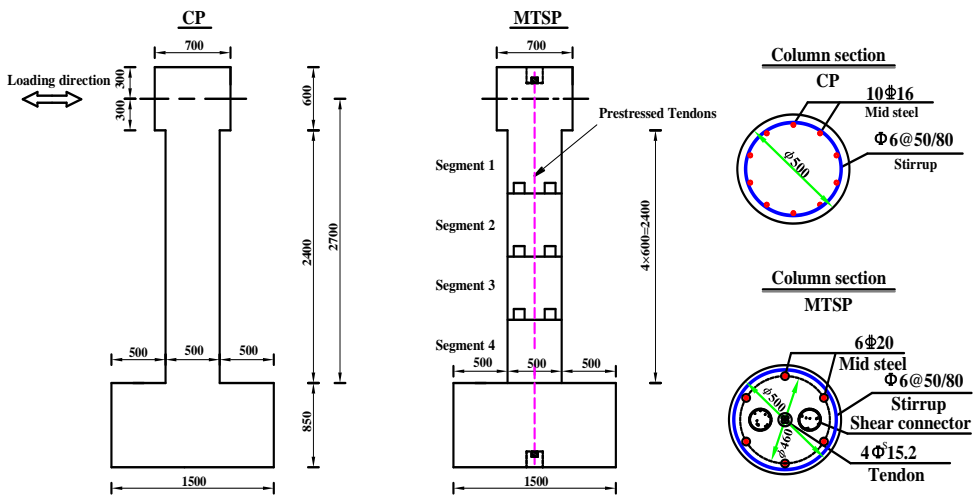 CP
700
Loading direction
300
300
600
2400
2700
500
500
500
850
1500
MTSP
700
Prestressed Tendons
Segment 1
Segment 2
Segment 3
Segment 4
4×600=2400
500
500
500
1500
Column section
CP
10Φ16
Mid steel
Φ6@50/80
Stirrup
ϕ500
Column section
MTSP
6Φ20
Mid steel
Φ6@50/80
Stirrup
Shear connector
4Φˢ15.2
Tendon
ϕ500
ϕ460